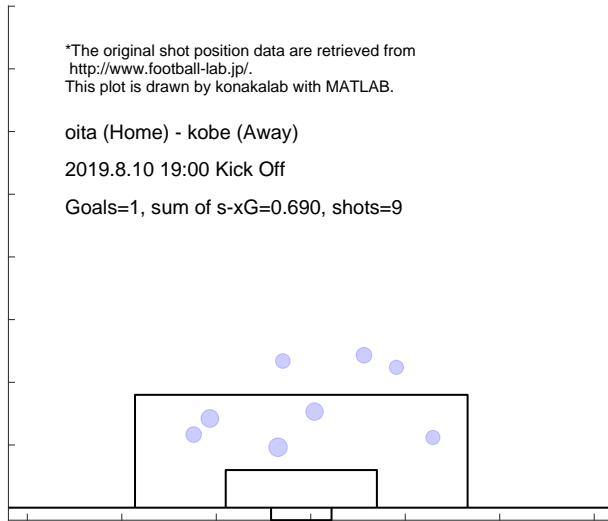 *The original shot position data are retrieved from
http://www.football-lab.jp/.
This plot is drawn by konakalab with MATLAB.
oita (Home) - kobe (Away)
2019.8.10 19:00 Kick Off
Goals=1, sum of s-xG=0.690, shots=9